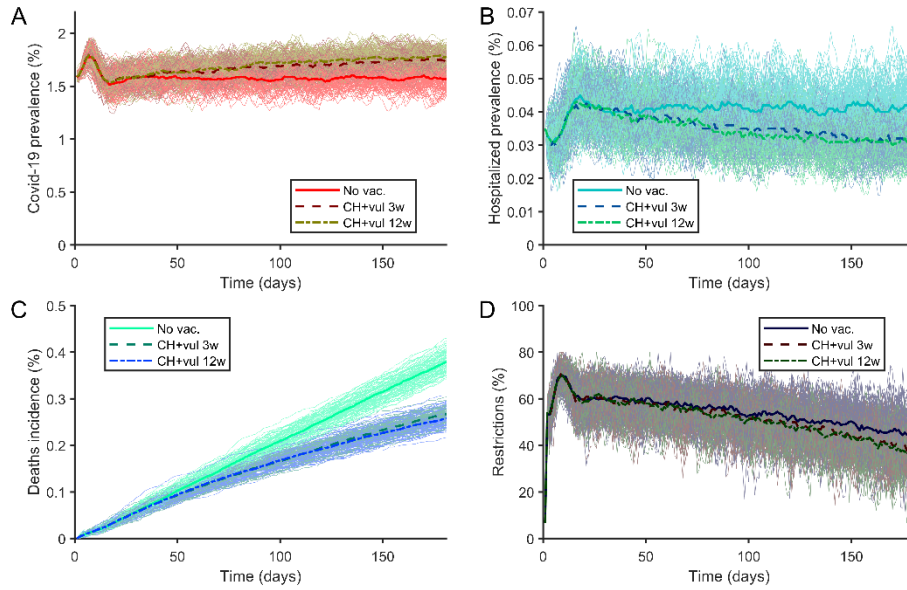 A
Covid-19 prevalence (%)
2
1.5
1
0.5
0
No vac.
CH+vul 3w
CH+vul 12w
0
50
100
150
Time (days)
B
Hospitalized prevalence (%)
0.07
0.06
0.05
0.04
0.03
0.02
0.01
0
No vac.
CH+vul 3w
CH+vul 12w
0
50
100
150
Time (days)
C
Deaths incidence (%)
0.5
0.4
0.3
0.2
0.1
0
No vac.
CH+vul 3w
CH+vul 12w
0
50
100
150
Time (days)
D
Restrictions (%)
100
80
60
40
20
0
No vac.
CH+vul 3w
CH+vul 12w
0
50
100
150
Time (days)